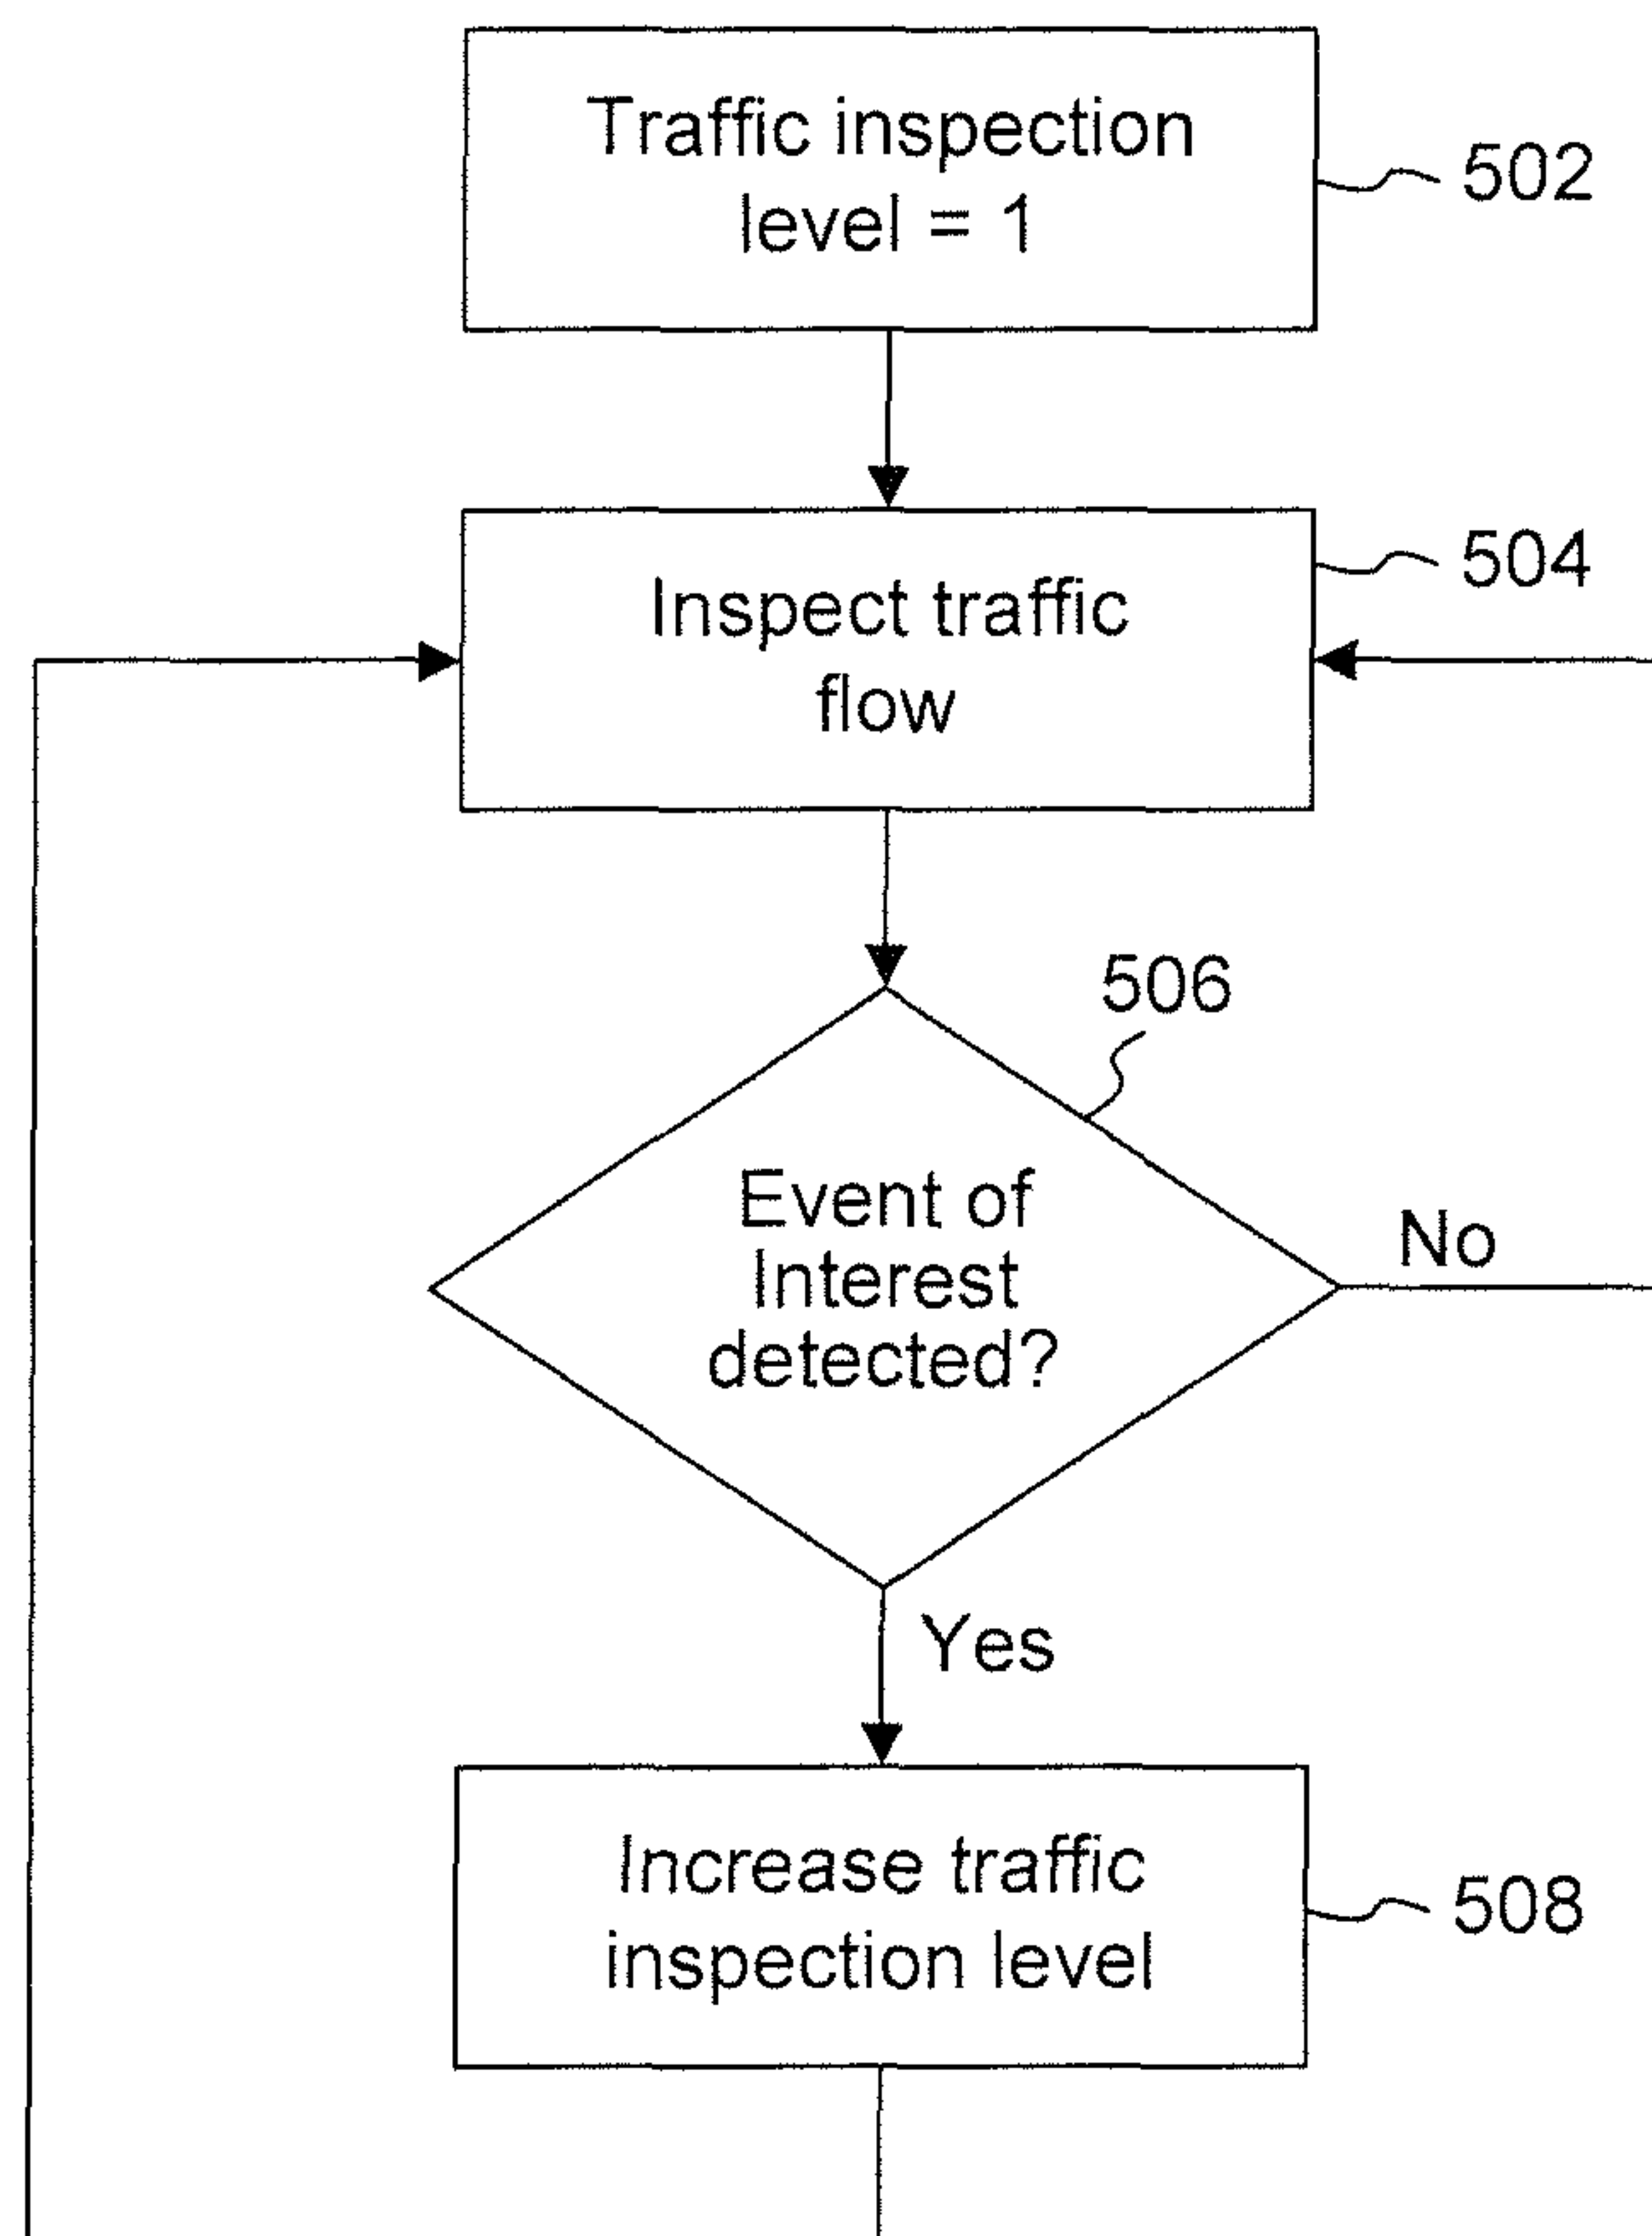 Traffic inspection
level = 1
502
504
Inspect traffic
flow
506
Event of
Interest
detected?
No
Yes
Increase traffic
inspection level
508